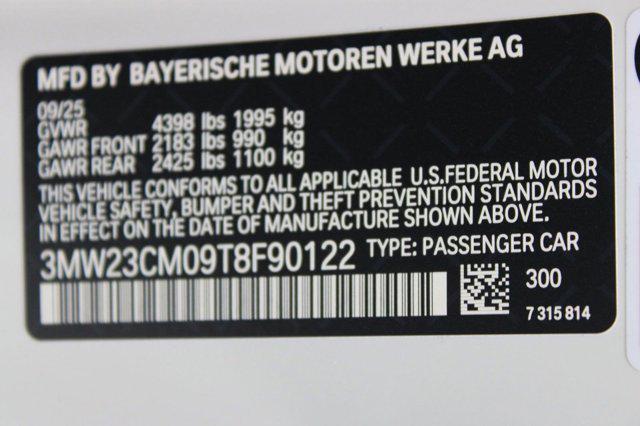 MFD BY BAYERISCHE MOTOREN WERKE AG
09/25
GVWR 4398 lbs 1995 kg
GAWR FRONT 2183 lbs 990 kg
GAWR REAR 2425 lbs 1100 kg
THIS VEHICLE CONFORMS TO ALL APPLICABLE U.S.FEDERAL MOTOR
VEHICLE SAFETY, BUMPER AND THEFT PREVENTION STANDARDS
IN EFFECT ON THE DATE OF MANUFACTURE SHOWN ABOVE.
3MW23CM09T8F90122 TYPE: PASSENGER CAR
300
7 315 814